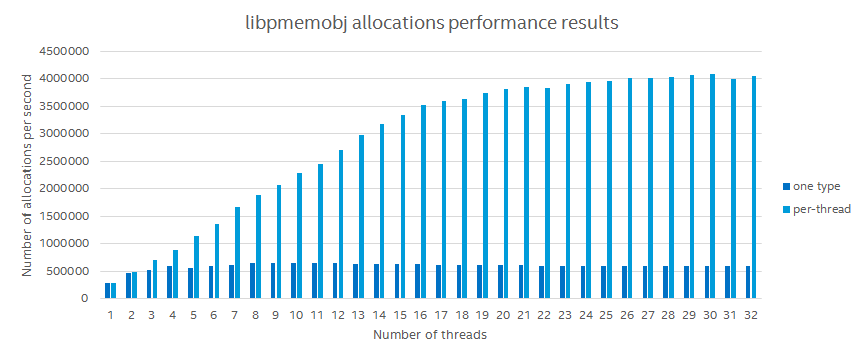 libpmemobj allocations performance results
Number of allocations per second
4500000
4000000
3500000
3000000
2500000
2000000
1500000
1000000
500000
0
1 2 3 4 5 6 7 8 9 10 11 12 13 14 15 16 17 18 19 20 21 22 23 24 25 26 27 28 29 30 31 32
Number of threads
one type
per-thread